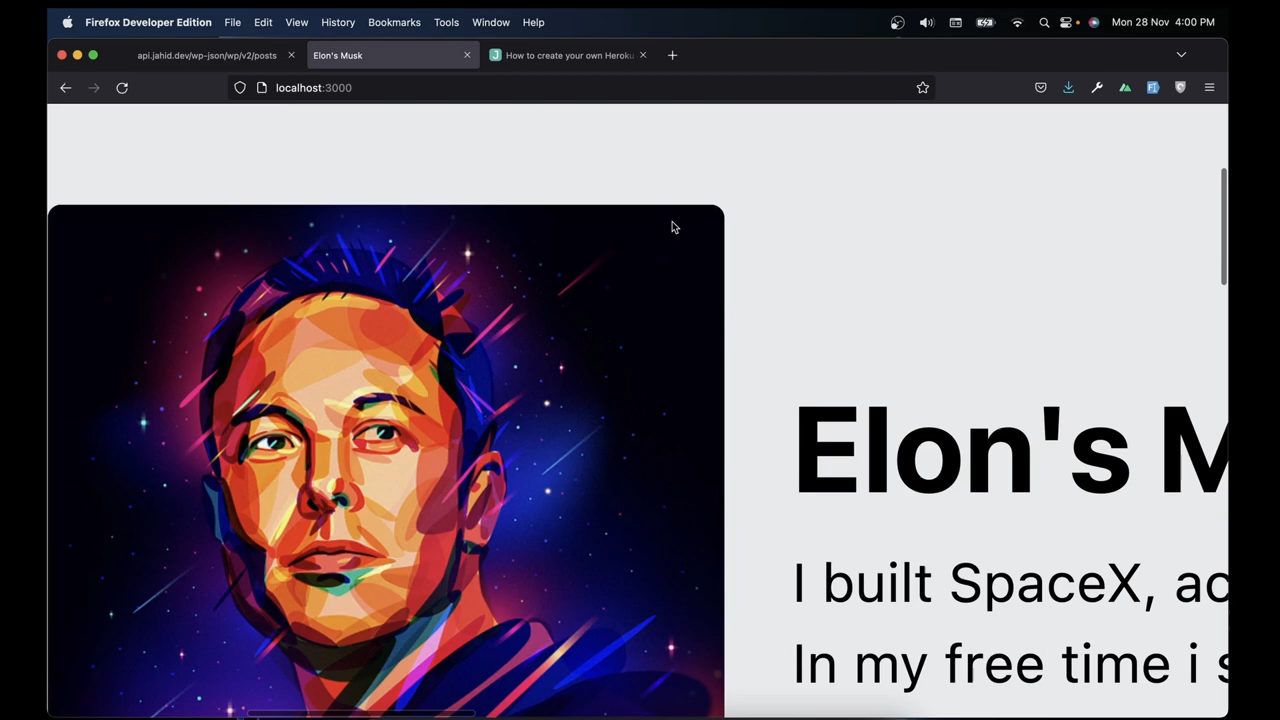 Firefox Developer Edition File Edit View History Bookmarks Tools Window Help Mon 28 Nov 4:00 PM
api.jahid.dev/wp-json/wp/v2/posts Elon's Musk J How to create your own Heroku
localhost:3000
Elon's M
I built SpaceX, ac
In my free time i s